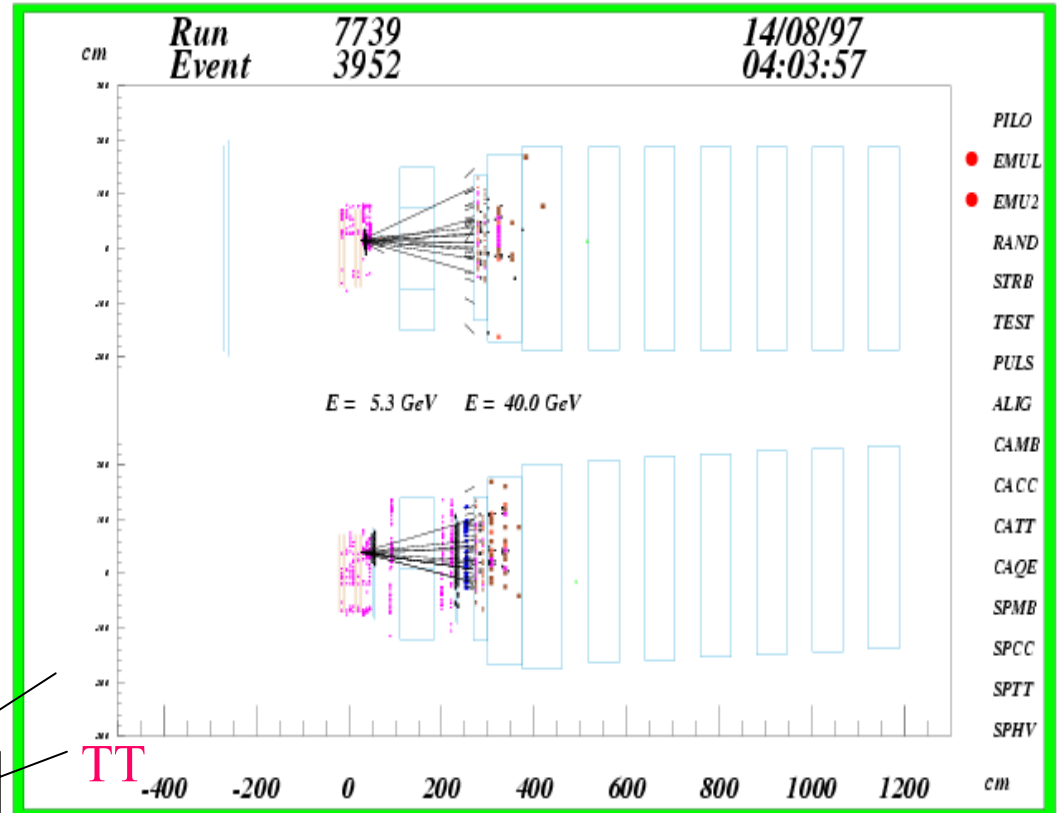 Run 7739 14/08/97
Event 3952 04:03:57
cm
PILO
EMUL
EMU2
RAND
STRB
TEST
PULS
ALIG
CAMB
CACC
CATT
CAQE
SPMB
SPCC
SPTT
SPHV
E = 5.3 GeV E = 40.0 GeV
TT
-400 -200 0 200 400 600 800 1000 1200 cm